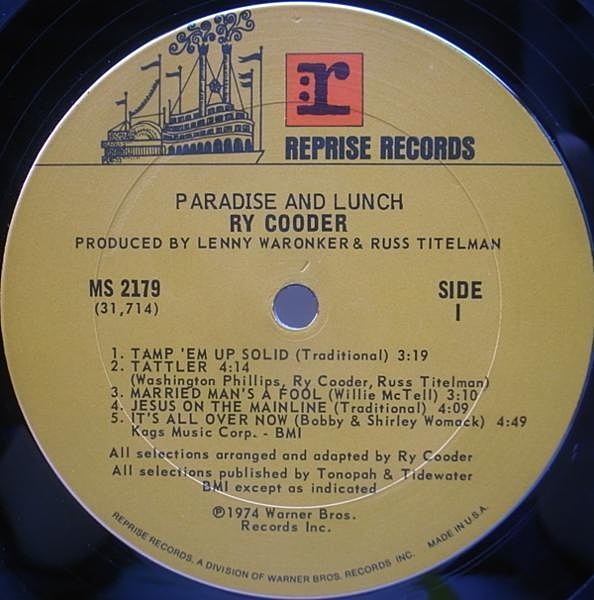 r
REPRISE RECORDS
PARADISE AND LUNCH
RY COODER
PRODUCED BY LENNY WARONKER & RUSS TITELMAN
MS 2179
(31,714)
SIDE
1
1. TAMP 'EM UP SOLID (Traditional) 3:19
2. TATTLER 4:14
(Washington Phillips, Ry Cooder, Russ Titelman)
3. MARRIED MAN'S A FOOL (Willie McTell) 3:10
4. JESUS ON THE MAINLINE (Traditional) 4:09
5. IT'S ALL OVER NOW (Bobby & Shirley Womack) 4:49
Kags Music Corp. - BMI
All selections arranged and adapted by Ry Cooder
All selections published by Tonopah & Tidewater
BMI except as indicated
℗1974 Warner Bros.
Records Inc.
REPRISE RECORDS, A DIVISION OF WARNER BROS. RECORDS INC. MADE IN U.S.A.